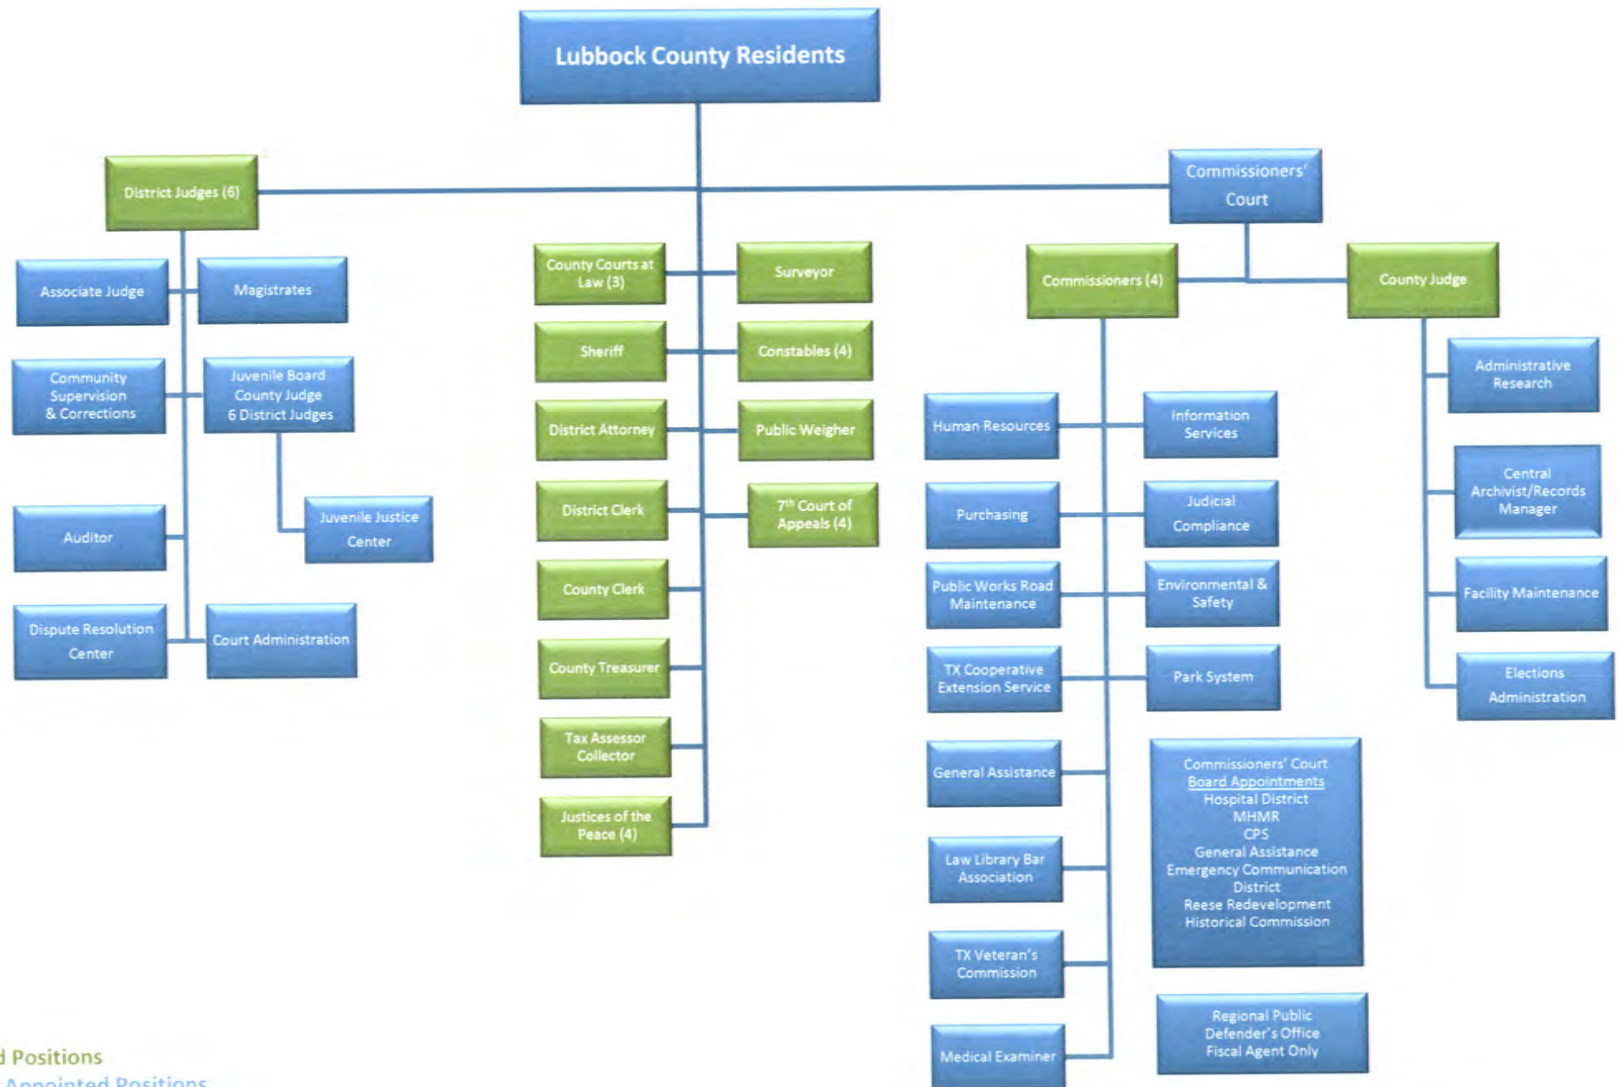 Lubbock County Residents
District Judges (6)
Commissioners'
Court
Associate Judge
Magistrates
Community
Supervision
& Corrections
Juvenile Board
County Judge
6 District Judges
Auditor
Juvenile Justice
Center
Dispute Resolution
Center
Court Administration
County Courts at
Law (3)
Surveyor
Sheriff
Constables (4)
District Attorney
Public Weigher
District Clerk
7th Court of
Appeals (4)
County Clerk
County Treasurer
Tax Assessor
Collector
Justices of the
Peace (4)
Commissioners (4)
County Judge
Human Resources
Information
Services
Purchasing
Judicial
Compliance
Public Works Road
Maintenance
Environmental &
Safety
TX Cooperative
Extension Service
Park System
General Assistance
Law Library Bar
Association
TX Veteran's
Commission
Medical Examiner
Commissioners' Court
Board Appointments
Hospital District
MHMR
CPS
General Assistance
Emergency Communication
District
Reese Redevelopment
Historical Commission
Regional Public
Defender's Office
Fiscal Agent Only
Administrative
Research
Central
Archivist/Records
Manager
Facility Maintenance
Elections
Administration
Positions
Appointed Positions